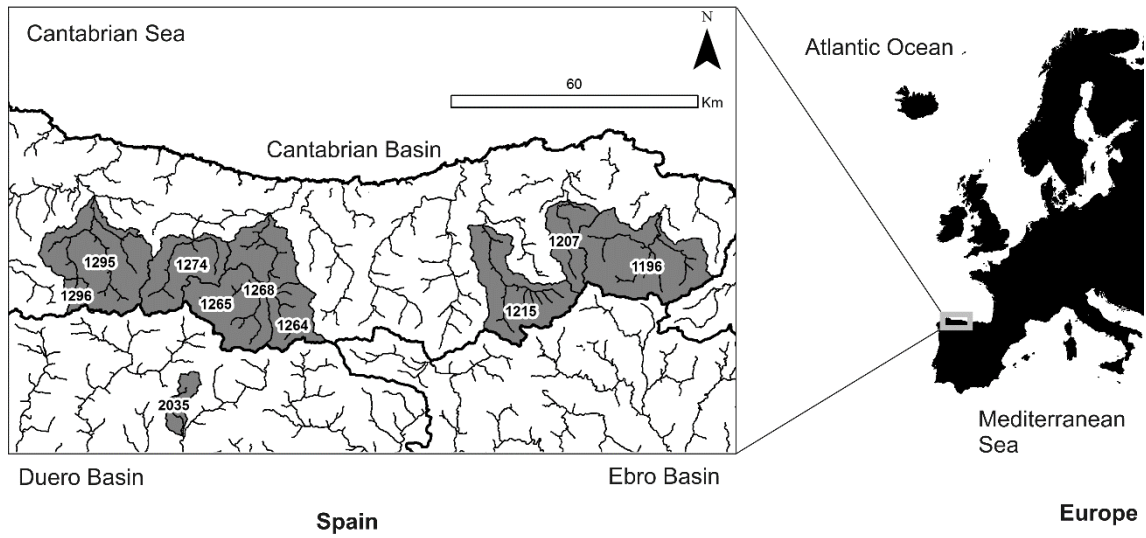 Cantabrian Sea
N
60
Km
Cantabrian Basin
1207
1295
1274
1196
1296
1265
1268
1215
1264
2035
Duero Basin
Ebro Basin
Spain
Atlantic Ocean
Mediterranean
Sea
Europe